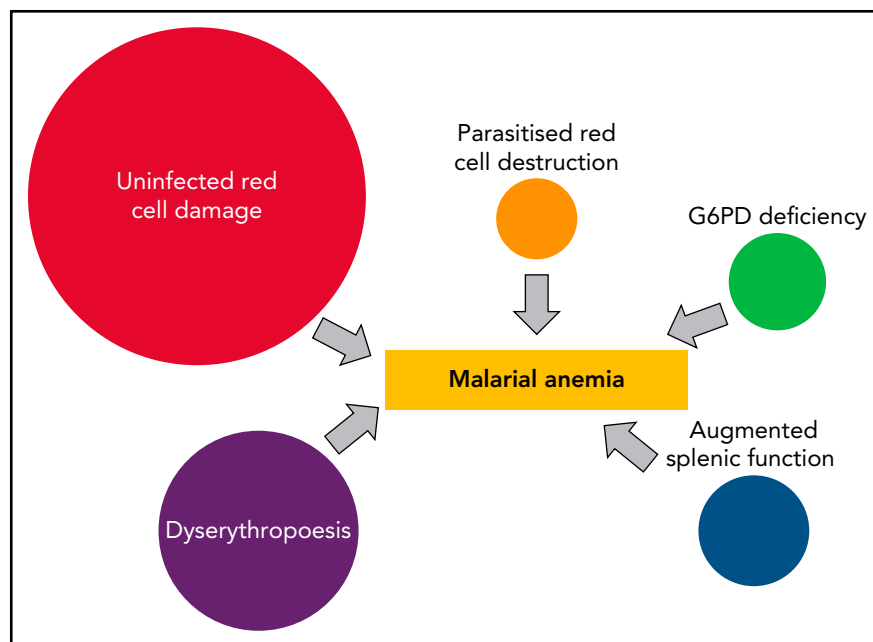 Uninfected red
cell damage
Parasitised red
cell destruction
G6PD deficiency
Malarial anemia
Augmented
splenic function
Dyserythropoesis